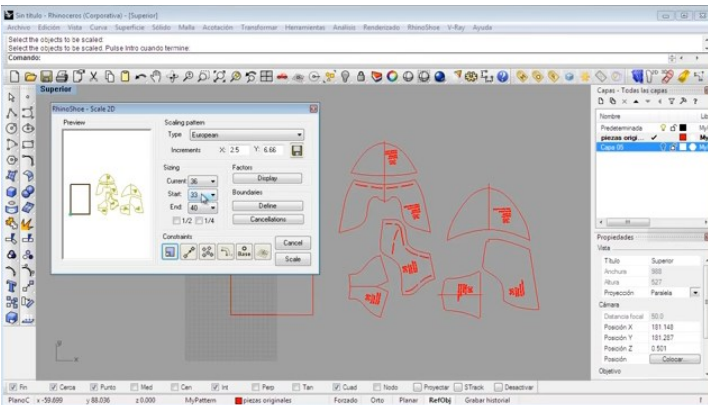 Sin título - Rhinoceros (Corporativa) - [Superior]
Archivo Edición Vista Curva Superficie Sólido Malla Acotación Transformar Herramientas Análisis Renderizado RhinoShoe V-Ray Ayuda
Select the objects to be scaled:
Select the objects to be scaled. Pulse Intro cuando termine:
Comando:
Superior
RhinoShoe - Scale 2D
Preview
Scaling pattern
Type European
Increments X: 2.5 Y: 6.66
Sizing
Factors
Current: 36
Display
Start: 33
Boundaries
End: 40
Define
1/2 1/4
Cancellations
Constraints
Base
Cancel
Scale
y
x
Capas - Todas las capas
Nombre
Predeterminada
piezas origi...
Capa 05
Propiedades
Vista
Título Superior
Anchura 988
Altura 527
Proyección Paralela
Cámara
Distancia focal 50.0
Posición X 181.148
Posición Y 181.287
Posición Z 0.501
Posición Colocar...
Objetivo
Fin Cerca Punto Med Cen Int Perp Tan Cuad Nodo Proyectar STrack Desactivar
PlanoC x -59.699 y 88.036 z 0.000 MyPattern piezas originales Forzado Orto Planar RefObj Grabar historial